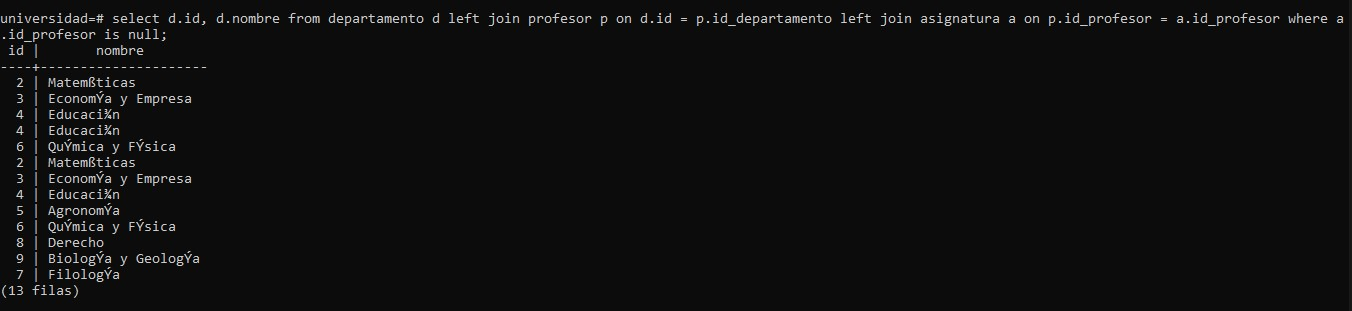 universidad=# select d.id, d.nombre from departamento d left join profesor p on d.id = p.id_departamento left join asignatura a on p.id_profesor = a.id_profesor where a
.id_profesor is null;
 id |       nombre
----+---------------------
  2 | Matemßticas
  3 | EconomÝa y Empresa
  4 | Educaci¾n
  4 | Educaci¾n
  6 | QuÝmica y FÝsica
  2 | Matemßticas
  3 | EconomÝa y Empresa
  4 | Educaci¾n
  5 | AgronomÝa
  6 | QuÝmica y FÝsica
  8 | Derecho
  9 | BiologÝa y GeologÝa
  7 | FilologÝa
(13 filas)